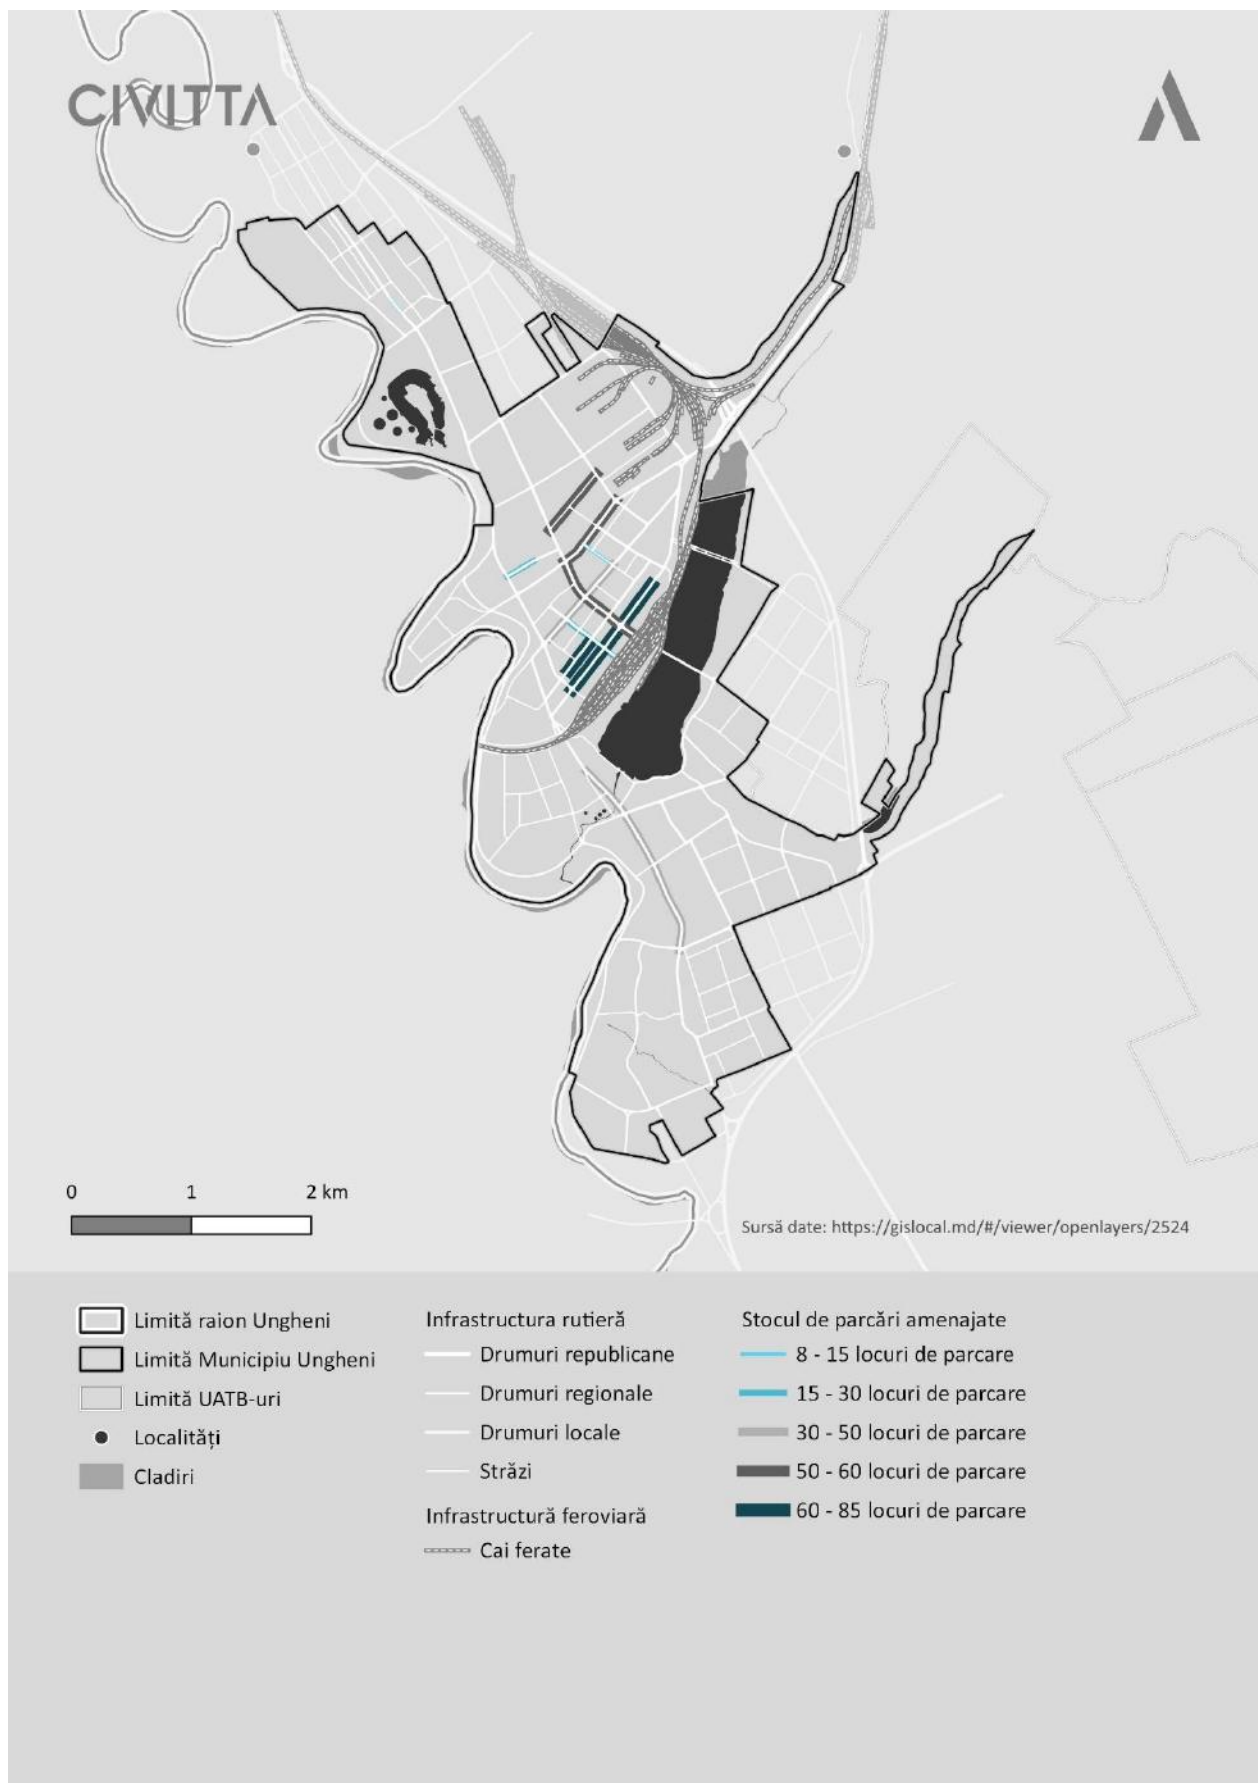 CIVITTA
0 1 2 km
Sursă date: https://gislocal.md/#/viewer/openlayers/2524
Limită raion Ungheni
Limită Municipiu Ungheni
Limită UATB-uri
Localități
Cladiri
Infrastructura rutieră
Drumuri republicane
Drumuri regionale
Drumuri locale
Străzi
Infrastructură feroviară
Cai ferate
Stocul de parcări amenajate
8 - 15 locuri de parcare
15 - 30 locuri de parcare
30 - 50 locuri de parcare
50 - 60 locuri de parcare
60 - 85 locuri de parcare